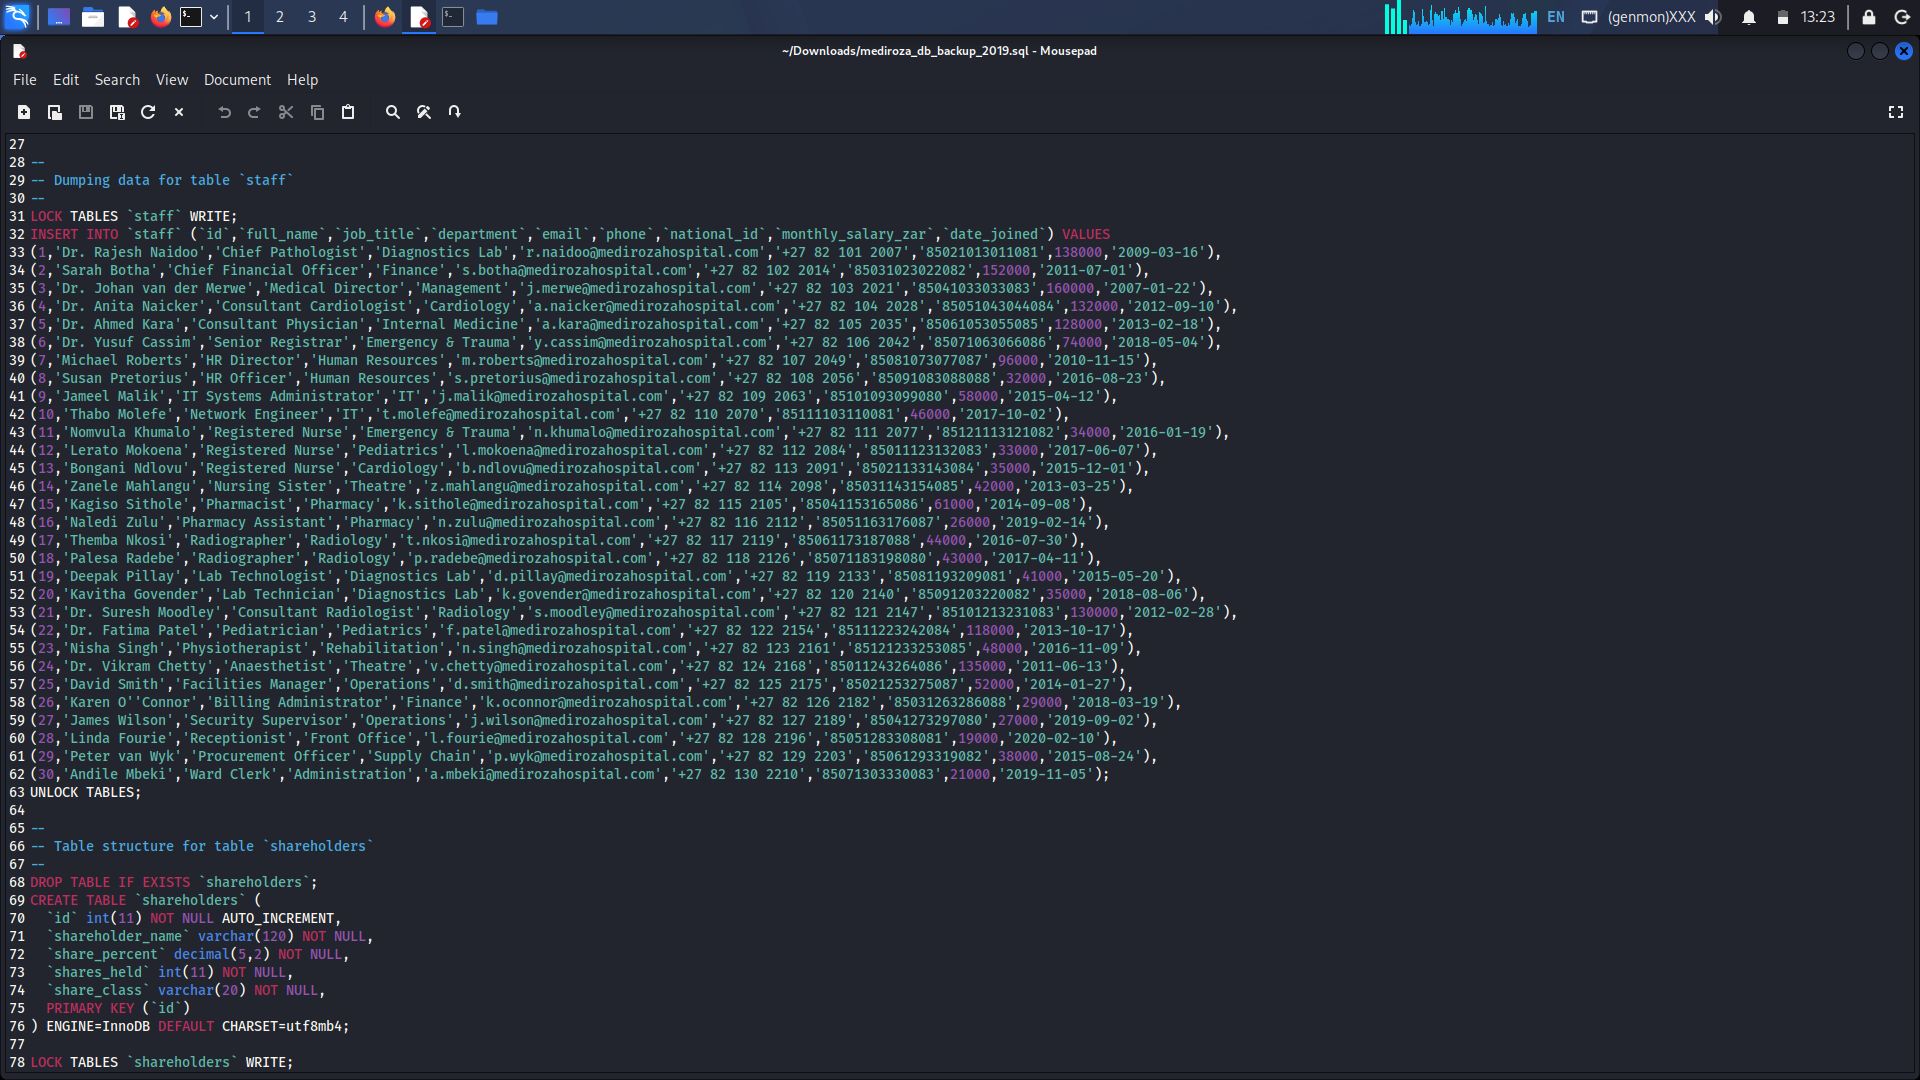 1 2 3 4 EN (genmon)XXX 13:23
~/Downloads/mediroza_db_backup_2019.sql - Mousepad
File Edit Search View Document Help
27
28 --
29 -- Dumping data for table `staff`
30 --
31 LOCK TABLES `staff` WRITE;
32 INSERT INTO `staff` (`id`,`full_name`,`job_title`,`department`,`email`,`phone`,`national_id`,`monthly_salary_zar`,`date_joined`) VALUES
33 (1,'Dr. Rajesh Naidoo','Chief Pathologist','Diagnostics Lab','r.naidoo@medirozahospital.com','+27 82 101 2007','85021013011081',138000,'2009-03-16'),
34 (2,'Sarah Botha','Chief Financial Officer','Finance','s.botha@medirozahospital.com','+27 82 102 2014','85031023022082',152000,'2011-07-01'),
35 (3,'Dr. Johan van der Merwe','Medical Director','Management','j.merwe@medirozahospital.com','+27 82 103 2021','85041033033083',160000,'2007-01-22'),
36 (4,'Dr. Anita Naicker','Consultant Cardiologist','Cardiology','a.naicker@medirozahospital.com','+27 82 104 2028','85051043044084',132000,'2012-09-10'),
37 (5,'Dr. Ahmed Kara','Consultant Physician','Internal Medicine','a.kara@medirozahospital.com','+27 82 105 2035','85061053055085',128000,'2013-02-18'),
38 (6,'Dr. Yusuf Cassim','Senior Registrar','Emergency & Trauma','y.cassim@medirozahospital.com','+27 82 106 2042','85071063066086',74000,'2018-05-04'),
39 (7,'Michael Roberts','HR Director','Human Resources','m.roberts@medirozahospital.com','+27 82 107 2049','85081073077087',96000,'2010-11-15'),
40 (8,'Susan Pretorius','HR Officer','Human Resources','s.pretorius@medirozahospital.com','+27 82 108 2056','85091083088088',32000,'2016-08-23'),
41 (9,'Jameel Malik','IT Systems Administrator','IT','j.malik@medirozahospital.com','+27 82 109 2063','85101093099080',58000,'2015-04-12'),
42 (10,'Thabo Molefe','Network Engineer','IT','t.molefe@medirozahospital.com','+27 82 110 2070','85111103110081',46000,'2017-10-02'),
43 (11,'Nomvula Khumalo','Registered Nurse','Emergency & Trauma','n.khumalo@medirozahospital.com','+27 82 111 2077','85121113121082',34000,'2016-01-19'),
44 (12,'Lerato Mokoena','Registered Nurse','Pediatrics','l.mokoena@medirozahospital.com','+27 82 112 2084','85011123132083',33000,'2017-06-07'),
45 (13,'Bongani Ndlovu','Registered Nurse','Cardiology','b.ndlovu@medirozahospital.com','+27 82 113 2091','85021133143084',35000,'2015-12-01'),
46 (14,'Zanele Mahlangu','Nursing Sister','Theatre','z.mahlangu@medirozahospital.com','+27 82 114 2098','85031143154085',42000,'2013-03-25'),
47 (15,'Kagiso Sithole','Pharmacist','Pharmacy','k.sithole@medirozahospital.com','+27 82 115 2105','85041153165086',61000,'2014-09-08'),
48 (16,'Naledi Zulu','Pharmacy Assistant','Pharmacy','n.zulu@medirozahospital.com','+27 82 116 2112','85051163176087',26000,'2019-02-14'),
49 (17,'Themba Nkosi','Radiographer','Radiology','t.nkosi@medirozahospital.com','+27 82 117 2119','85061173187088',44000,'2016-07-30'),
50 (18,'Palesa Radebe','Radiographer','Radiology','p.radebe@medirozahospital.com','+27 82 118 2126','85071183198080',43000,'2017-04-11'),
51 (19,'Deepak Pillay','Lab Technologist','Diagnostics Lab','d.pillay@medirozahospital.com','+27 82 119 2133','85081193209081',41000,'2015-05-20'),
52 (20,'Kavitha Govender','Lab Technician','Diagnostics Lab','k.govender@medirozahospital.com','+27 82 120 2140','85091203220082',35000,'2018-08-06'),
53 (21,'Dr. Suresh Moodley','Consultant Radiologist','Radiology','s.moodley@medirozahospital.com','+27 82 121 2147','85101213231083',130000,'2012-02-28'),
54 (22,'Dr. Fatima Patel','Pediatrician','Pediatrics','f.patel@medirozahospital.com','+27 82 122 2154','85111223242084',118000,'2013-10-17'),
55 (23,'Nisha Singh','Physiotherapist','Rehabilitation','n.singh@medirozahospital.com','+27 82 123 2161','85121233253085',48000,'2016-11-09'),
56 (24,'Dr. Vikram Chetty','Anaesthetist','Theatre','v.chetty@medirozahospital.com','+27 82 124 2168','85011243264086',135000,'2011-06-13'),
57 (25,'David Smith','Facilities Manager','Operations','d.smith@medirozahospital.com','+27 82 125 2175','85021253275087',52000,'2014-01-27'),
58 (26,'Karen O''Connor','Billing Administrator','Finance','k.oconnor@medirozahospital.com','+27 82 126 2182','85031263286088',29000,'2018-03-19'),
59 (27,'James Wilson','Security Supervisor','Operations','j.wilson@medirozahospital.com','+27 82 127 2189','85041273297080',27000,'2019-09-02'),
60 (28,'Linda Fourie','Receptionist','Front Office','l.fourie@medirozahospital.com','+27 82 128 2196','85051283308081',19000,'2020-02-10'),
61 (29,'Peter van Wyk','Procurement Officer','Supply Chain','p.wyk@medirozahospital.com','+27 82 129 2203','85061293319082',38000,'2015-08-24'),
62 (30,'Andile Mbeki','Ward Clerk','Administration','a.mbeki@medirozahospital.com','+27 82 130 2210','85071303330083',21000,'2019-11-05');
63 UNLOCK TABLES;
64
65 --
66 -- Table structure for table `shareholders`
67 --
68 DROP TABLE IF EXISTS `shareholders`;
69 CREATE TABLE `shareholders` (
70 `id` int(11) NOT NULL AUTO_INCREMENT,
71 `shareholder_name` varchar(120) NOT NULL,
72 `share_percent` decimal(5,2) NOT NULL,
73 `shares_held` int(11) NOT NULL,
74 `share_class` varchar(20) NOT NULL,
75 PRIMARY KEY (`id`)
76 ) ENGINE=InnoDB DEFAULT CHARSET=utf8mb4;
77
78 LOCK TABLES `shareholders` WRITE;